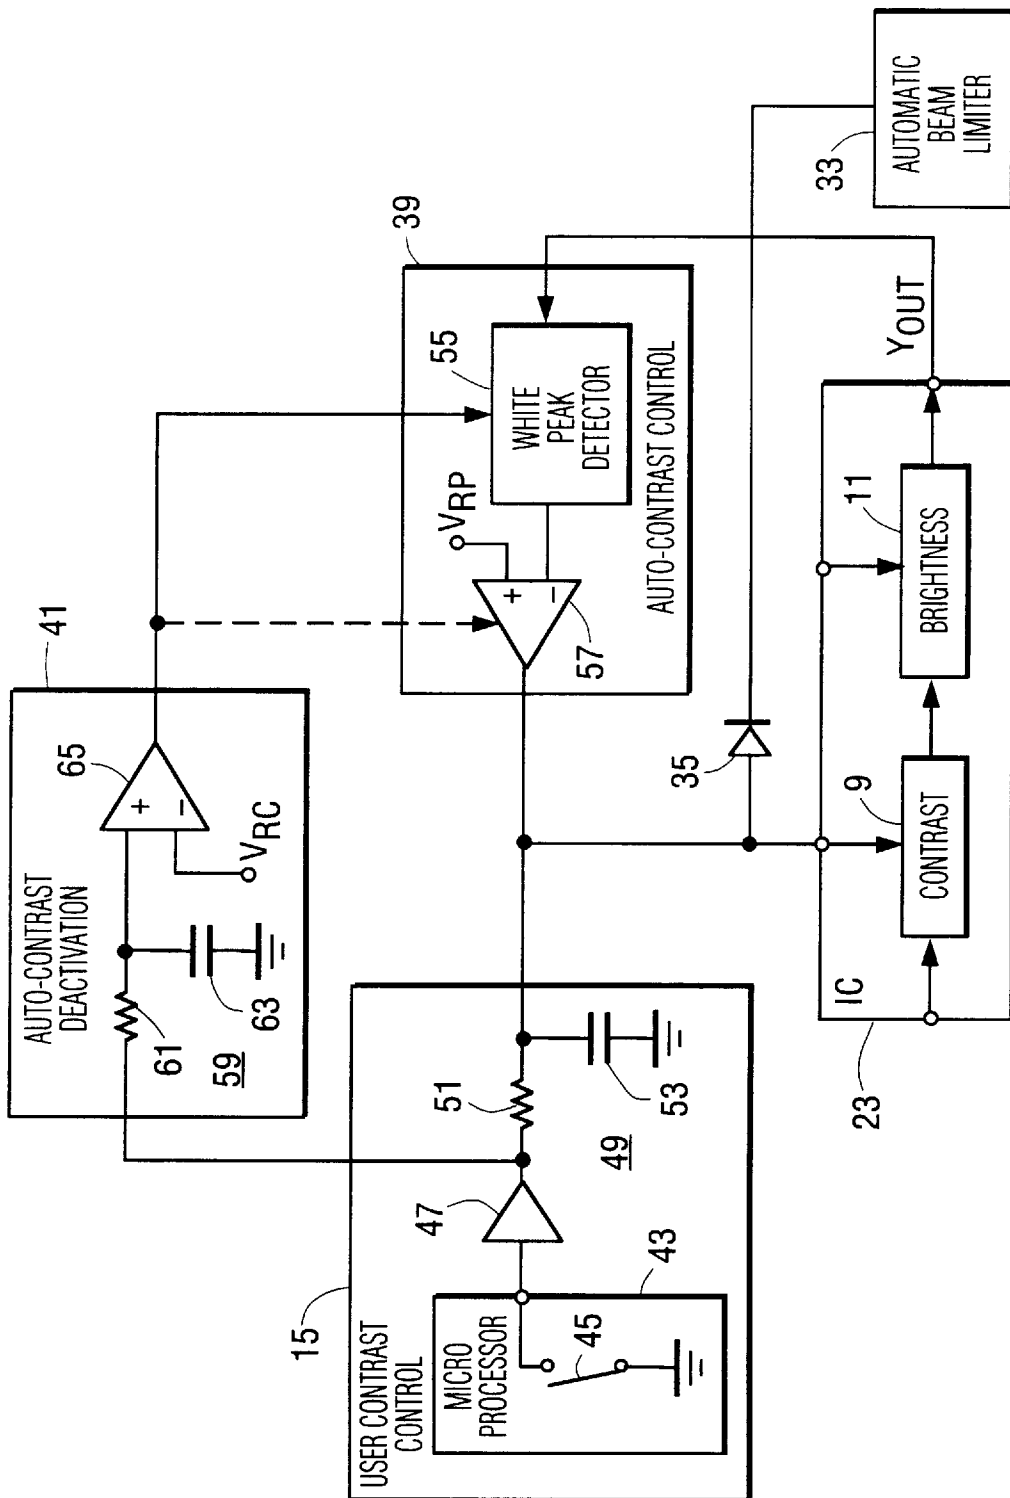 41
AUTO-CONTRAST
DEACTIVATION
65
+
−
VRC
61
63
59
39
55
WHITE
PEAK
DETECTOR
VRP
+
−
57
AUTO-CONTRAST CONTROL
15
USER CONTRAST
CONTROL
MICRO
PROCESSOR
45
43
47
51
49
53
35
33
AUTOMATIC
BEAM
LIMITER
23
IC
9
CONTRAST
11
BRIGHTNESS
YOUT